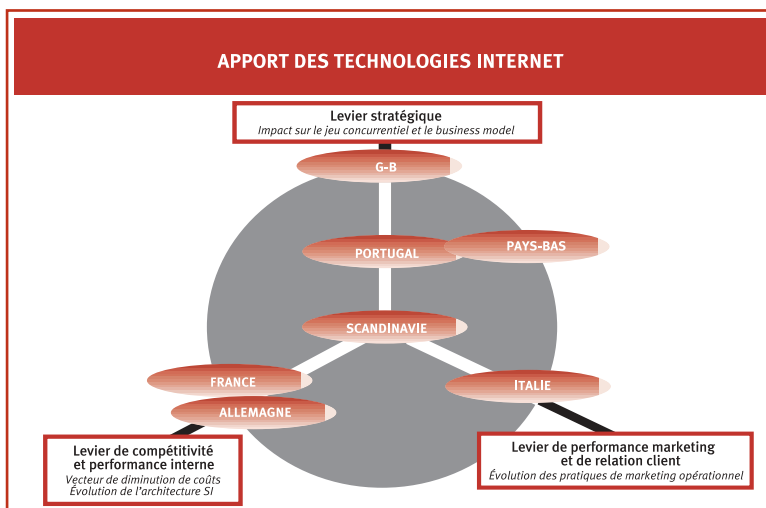 APPORT DES TECHNOLOGIES INTERNET
Levier stratégique
Impact sur le jeu concurrentiel et le business model
G-B
PORTUGAL
PAYS-BAS
SCANDINAVIE
FRANCE
ITALIE
ALLEMAGNE
Levier de compétitivité
et performance interne
Vecteur de diminution de coûts
Évolution de l'architecture SI
Levier de performance marketing
et de relation client
Évolution des pratiques de marketing opérationnel